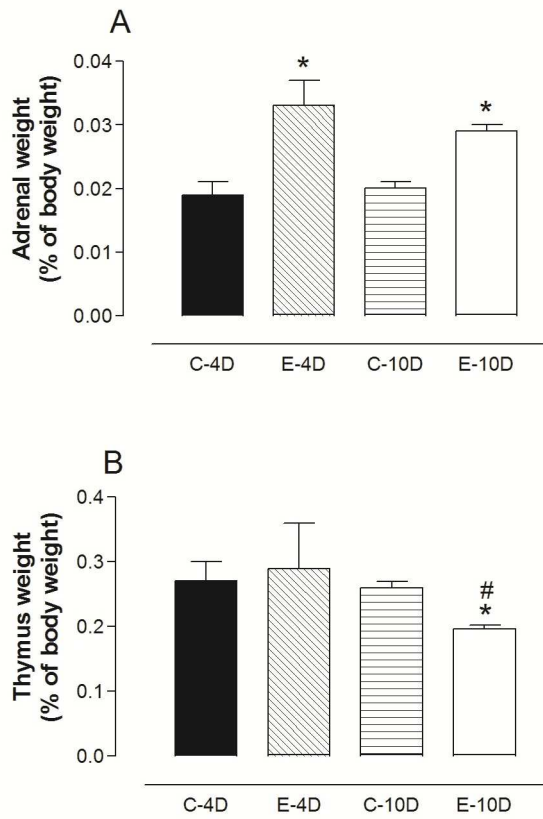 A
Adrenal weight
(% of body weight)
0.04
0.03
0.02
0.01
0.00
*
*
C-4D E-4D C-10D E-10D
B
Thymus weight
(% of body weight)
0.4
0.3
0.2
0.1
0.0
#
*
C-4D E-4D C-10D E-10D